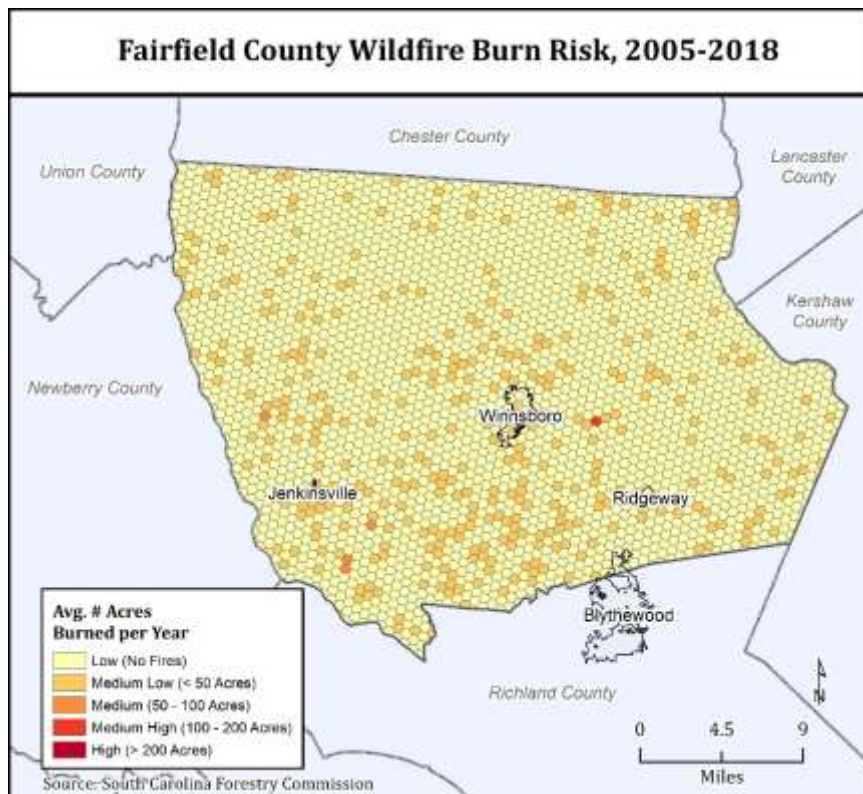 Fairfield County Wildfire Burn Risk, 2005-2018
Chester County
Union County
Lancaster
County
Kershaw
County
Newberry County
Winnsboro
Jenkinsville
Ridgeway
Blythewood
Richland County
Avg. # Acres
Burned per Year
Low (No Fires)
Medium Low (< 50 Acres)
Medium (50 - 100 Acres)
Medium High (100 - 200 Acres)
High (> 200 Acres)
N
0 4.5 9
Miles
Source: South Carolina Forestry Commission